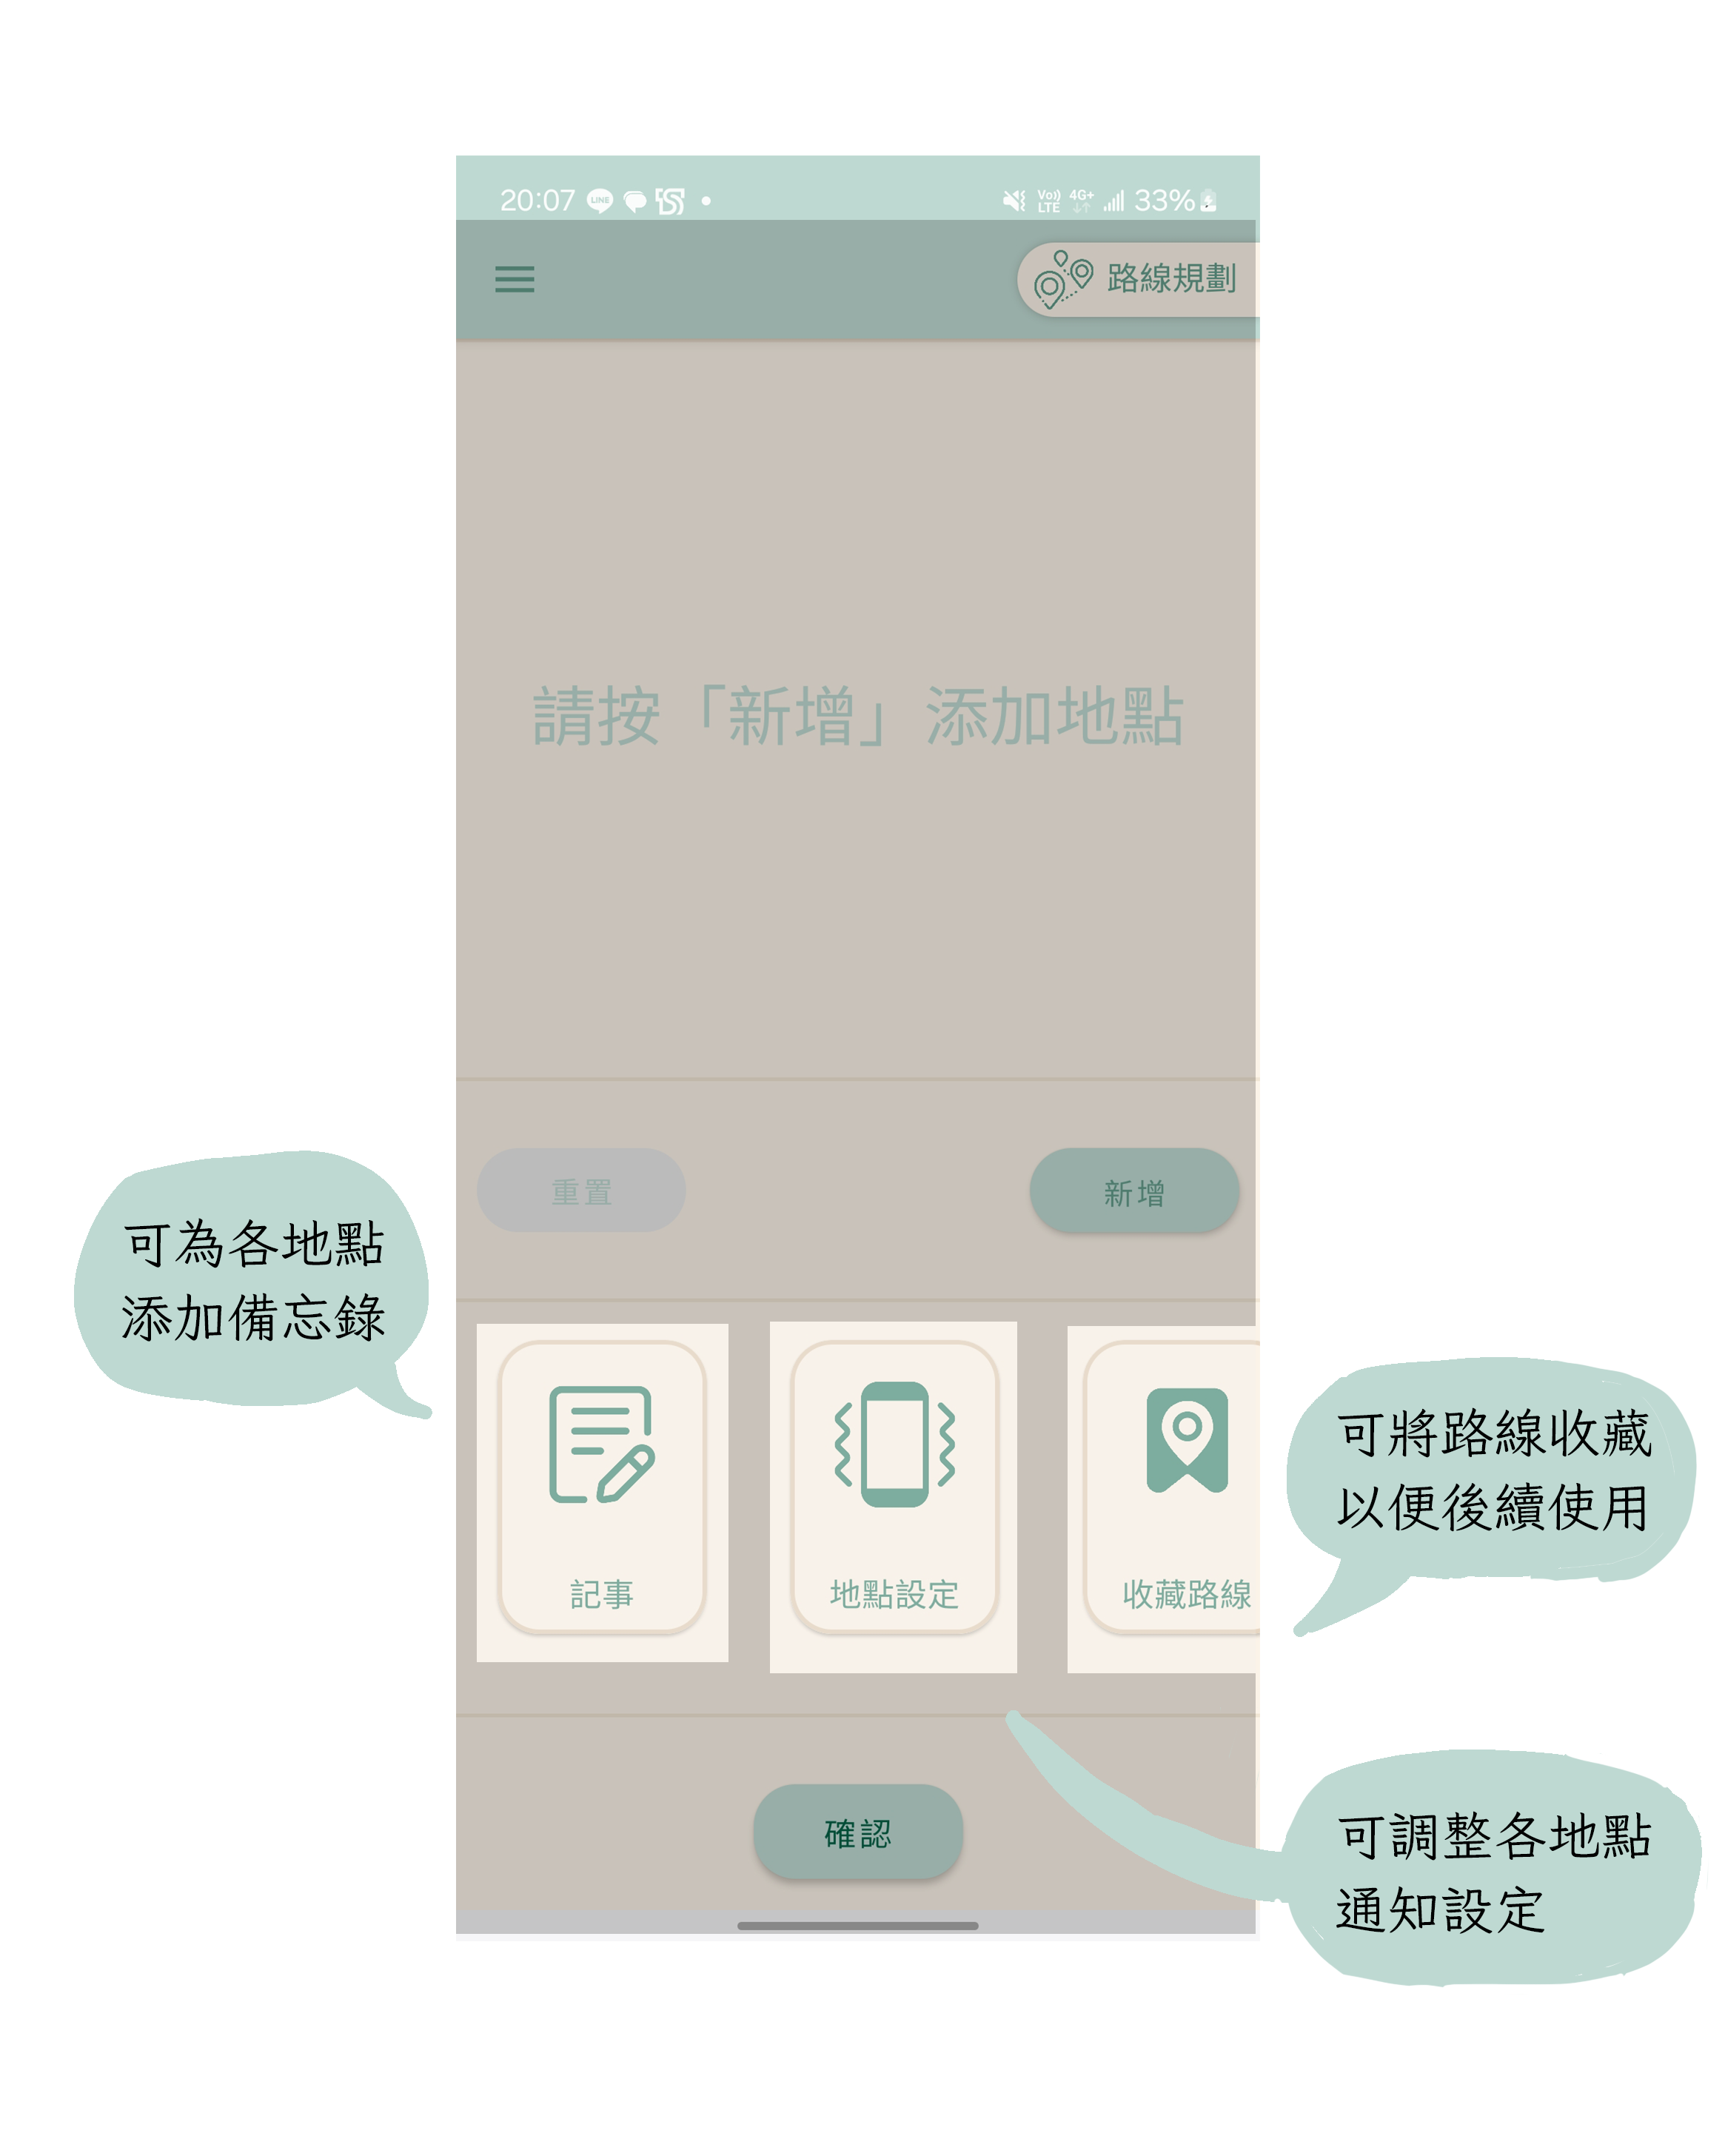 20:07 LINE Vo)) LTE 4G+ 33%
路線規劃
請按「新增」添加地點
重置
新增
可為各地點
添加備忘錄
記事
地點設定
收藏路線
可將路線收藏
以便後續使用
確認
可調整各地點
通知設定